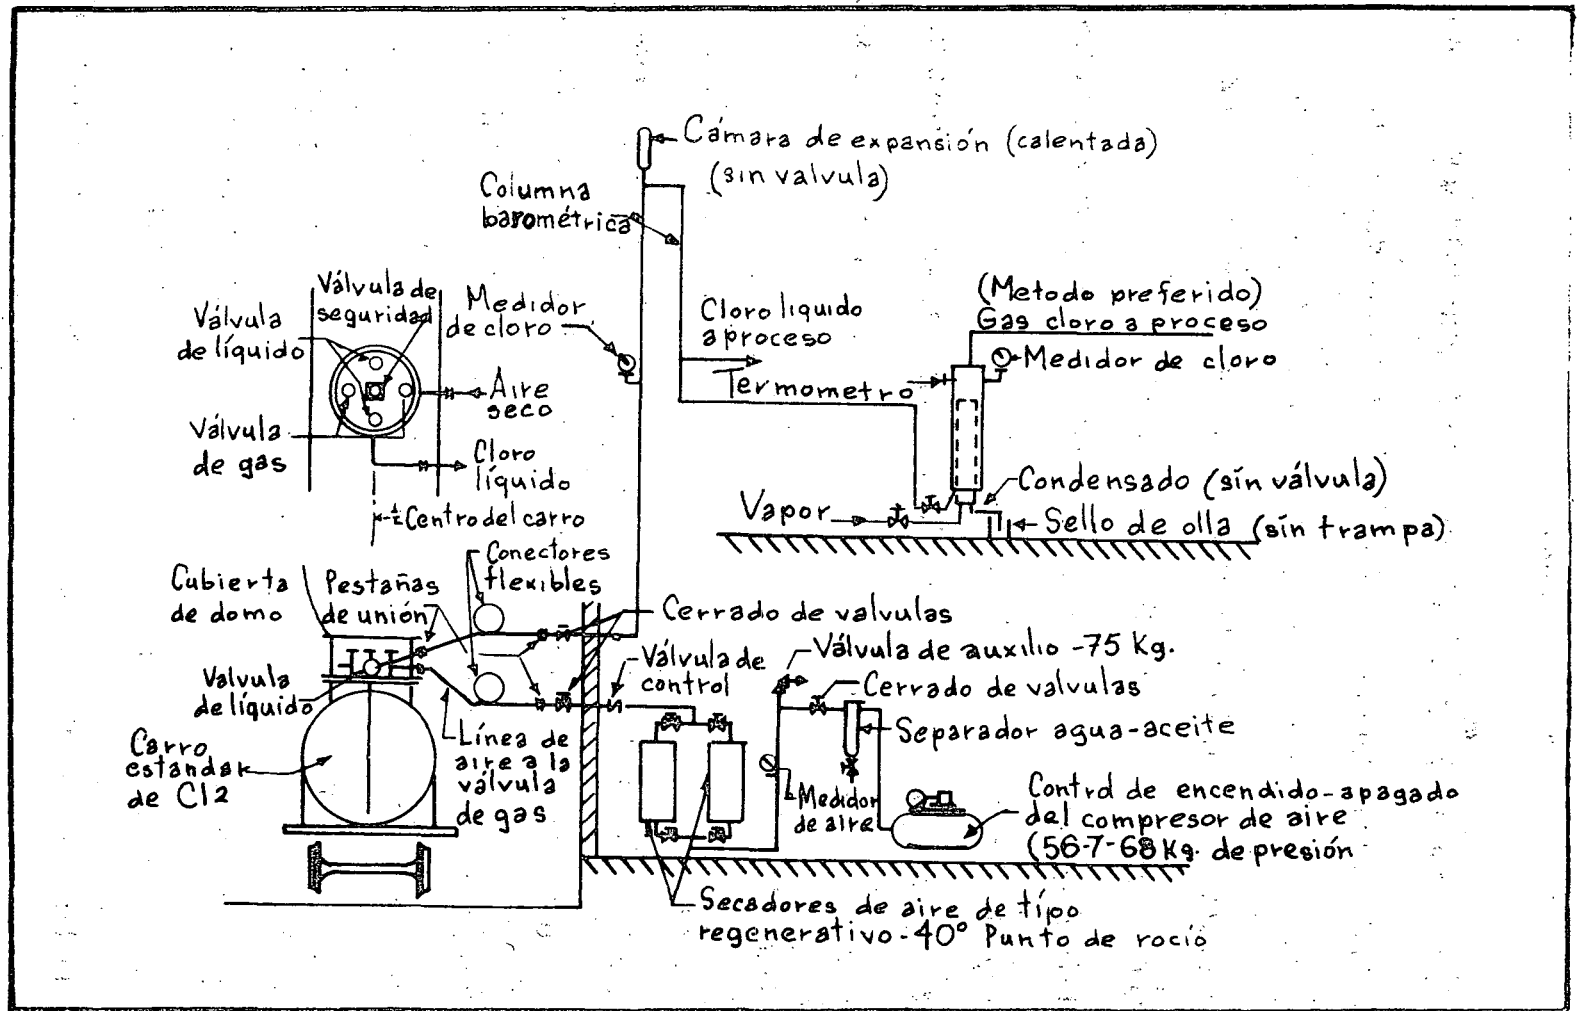 Cámara de expansión (calentada)
(sin valvula)
Columna
barométrica
Válvula de
seguridad
Medidor
de cloro
Válvula
de líquido
Cloro liquido
a proceso
(Metodo preferido)
Gas cloro a proceso
Medidor de cloro
Termometro
Aire
seco
Válvula
de gas
Cloro
líquido
Centro del carro
Condensado (sín válvula)
Vapor
Sello de olla (sin trampa)
Conectores
flexibles
Cubierta
de domo
Pestañas
de unión
Cerrado de valvulas
Válvula de auxilio -75 Kg.
Válvula de
control
Cerrado de valvulas
Valvula
de líquido
Separador agua-aceite
Carro
estandar
de Cl2
Línea de
aire a la
válvula
de gas
Medidor
de aire
Control de encendido-apagado
del compresor de aire
(56-7-68 Kg. de presión
Secadores de aire de típo
regenerativo-40° Punto de rocío